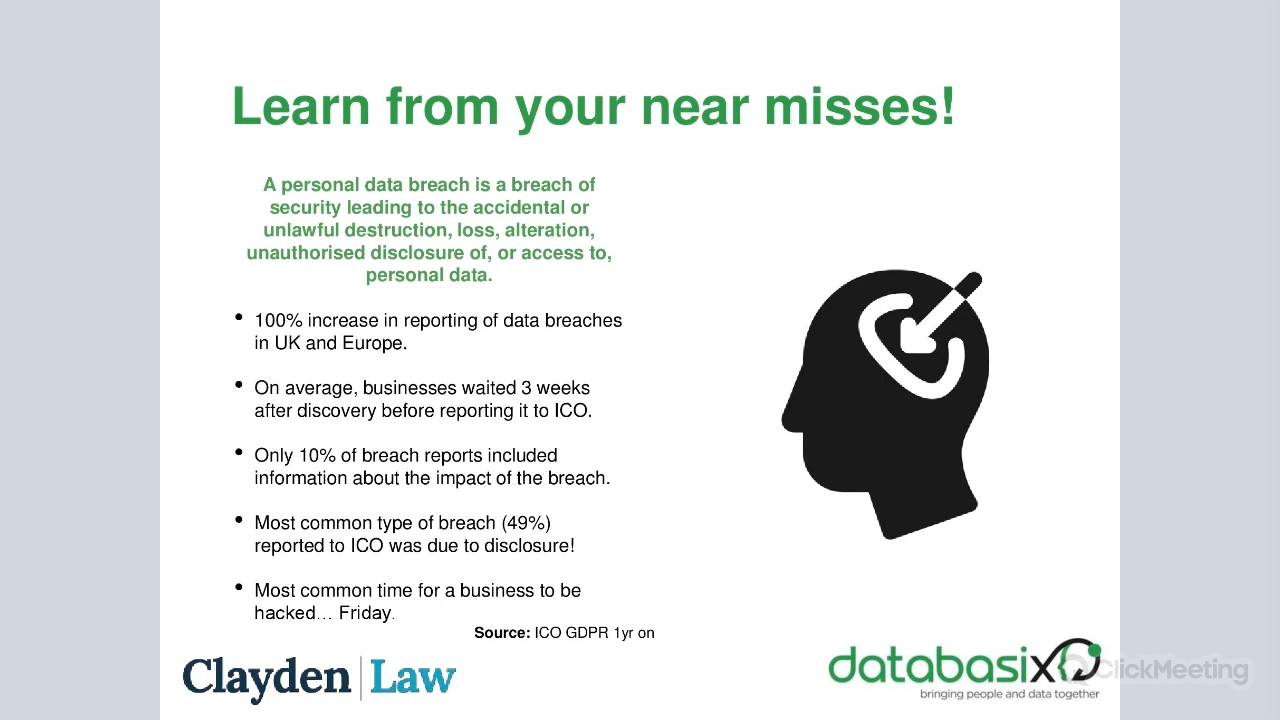 Learn from your near misses!
A personal data breach is a breach of
security leading to the accidental or
unlawful destruction, loss, alteration,
unauthorised disclosure of, or access to,
personal data.
• 100% increase in reporting of data breaches
in UK and Europe.
• On average, businesses waited 3 weeks
after discovery before reporting it to ICO.
• Only 10% of breach reports included
information about the impact of the breach.
• Most common type of breach (49%)
reported to ICO was due to disclosure!
• Most common time for a business to be
hacked… Friday.
Source: ICO GDPR 1yr on
Clayden | Law
databasix
bringing people and data together
ClickMeeting